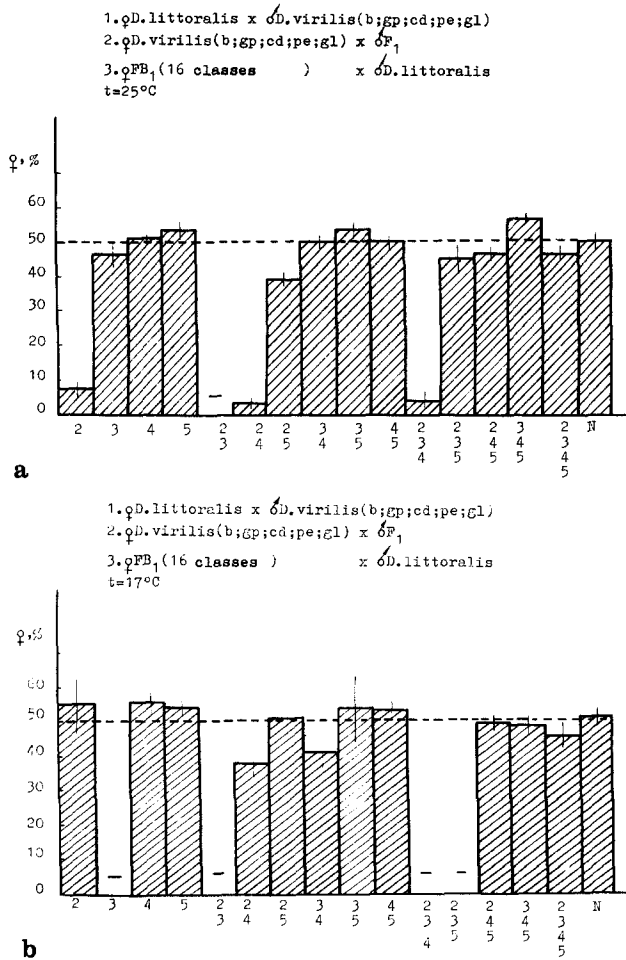 1.♀D.littoralis x ♂D.virilis(b;gp;cd;pe;gl)
2.♀D.virilis(b;gp;cd;pe;gl) x ♂F1
3.♀FB1(16 classes ) x ♂D.littoralis
t=25°C
♀,%
60
50
40
30
20
10
0
2 3 4 5 2 2 2 3 3 4 2 2 2 3 2 N
3 4 5 4 5 5 3 3 4 4 3
4 5 5 5 4
5
a
1.♀D.littoralis x ♂D.virilis(b;gp;cd;pe;gl)
2.♀D.virilis(b;gp;cd;pe;gl) x ♂F1
3.♀FB1(16 classes ) x ♂D.littoralis
t=17°C
♀,%
60
50
40
30
20
10
0
2 3 4 5 2 2 2 3 3 4 2 2 2 3 2 N
3 4 5 4 5 5 3 3 4 4 3
4 5 5 5 4
5
b